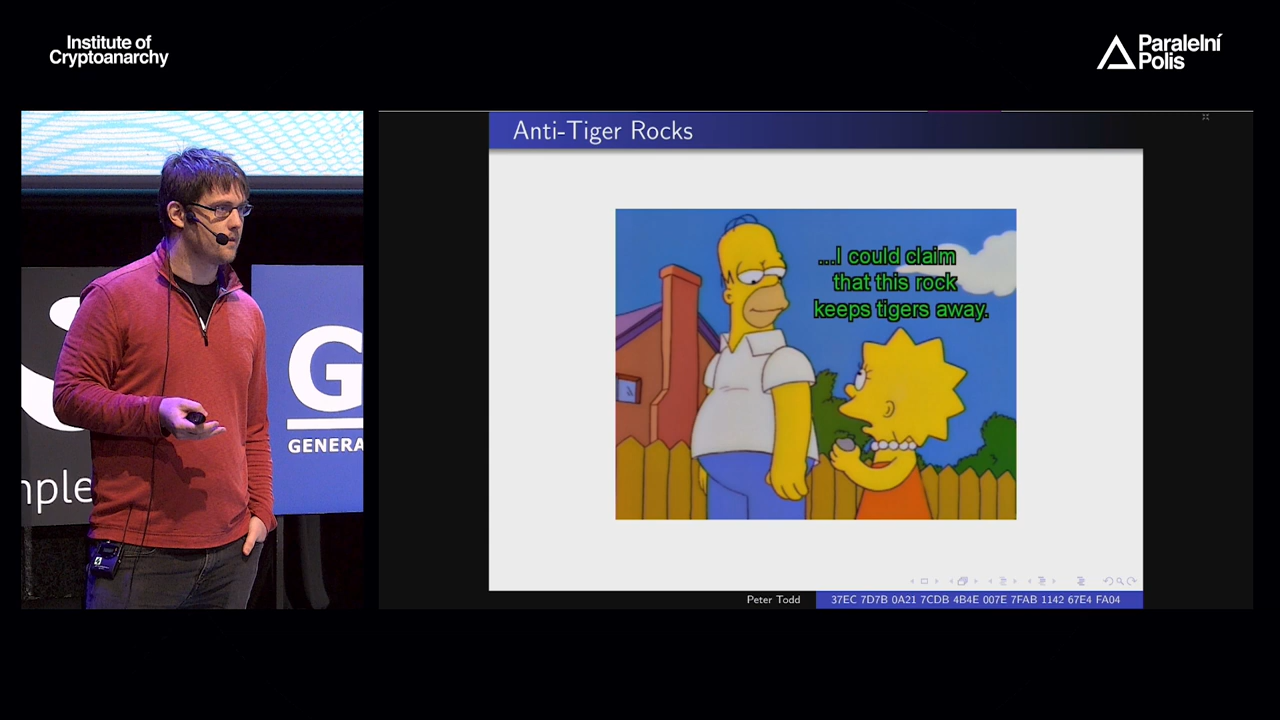 Institute of
Cryptoanarchy
Paralelní
Polis
Anti-Tiger Rocks
...I could claim
that this rock
keeps tigers away.
G
GENERA
mple
Peter Todd
37EC 7D7B 0A21 7CDB 4B4E 007E 7FAB 1142 67E4 FA04